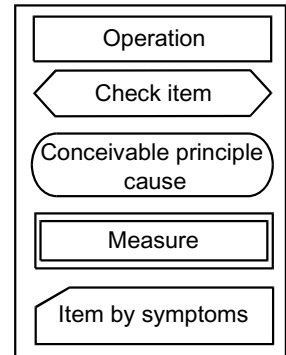 Operation
Check item
Conceivable principle
cause
Measure
Item by symptoms